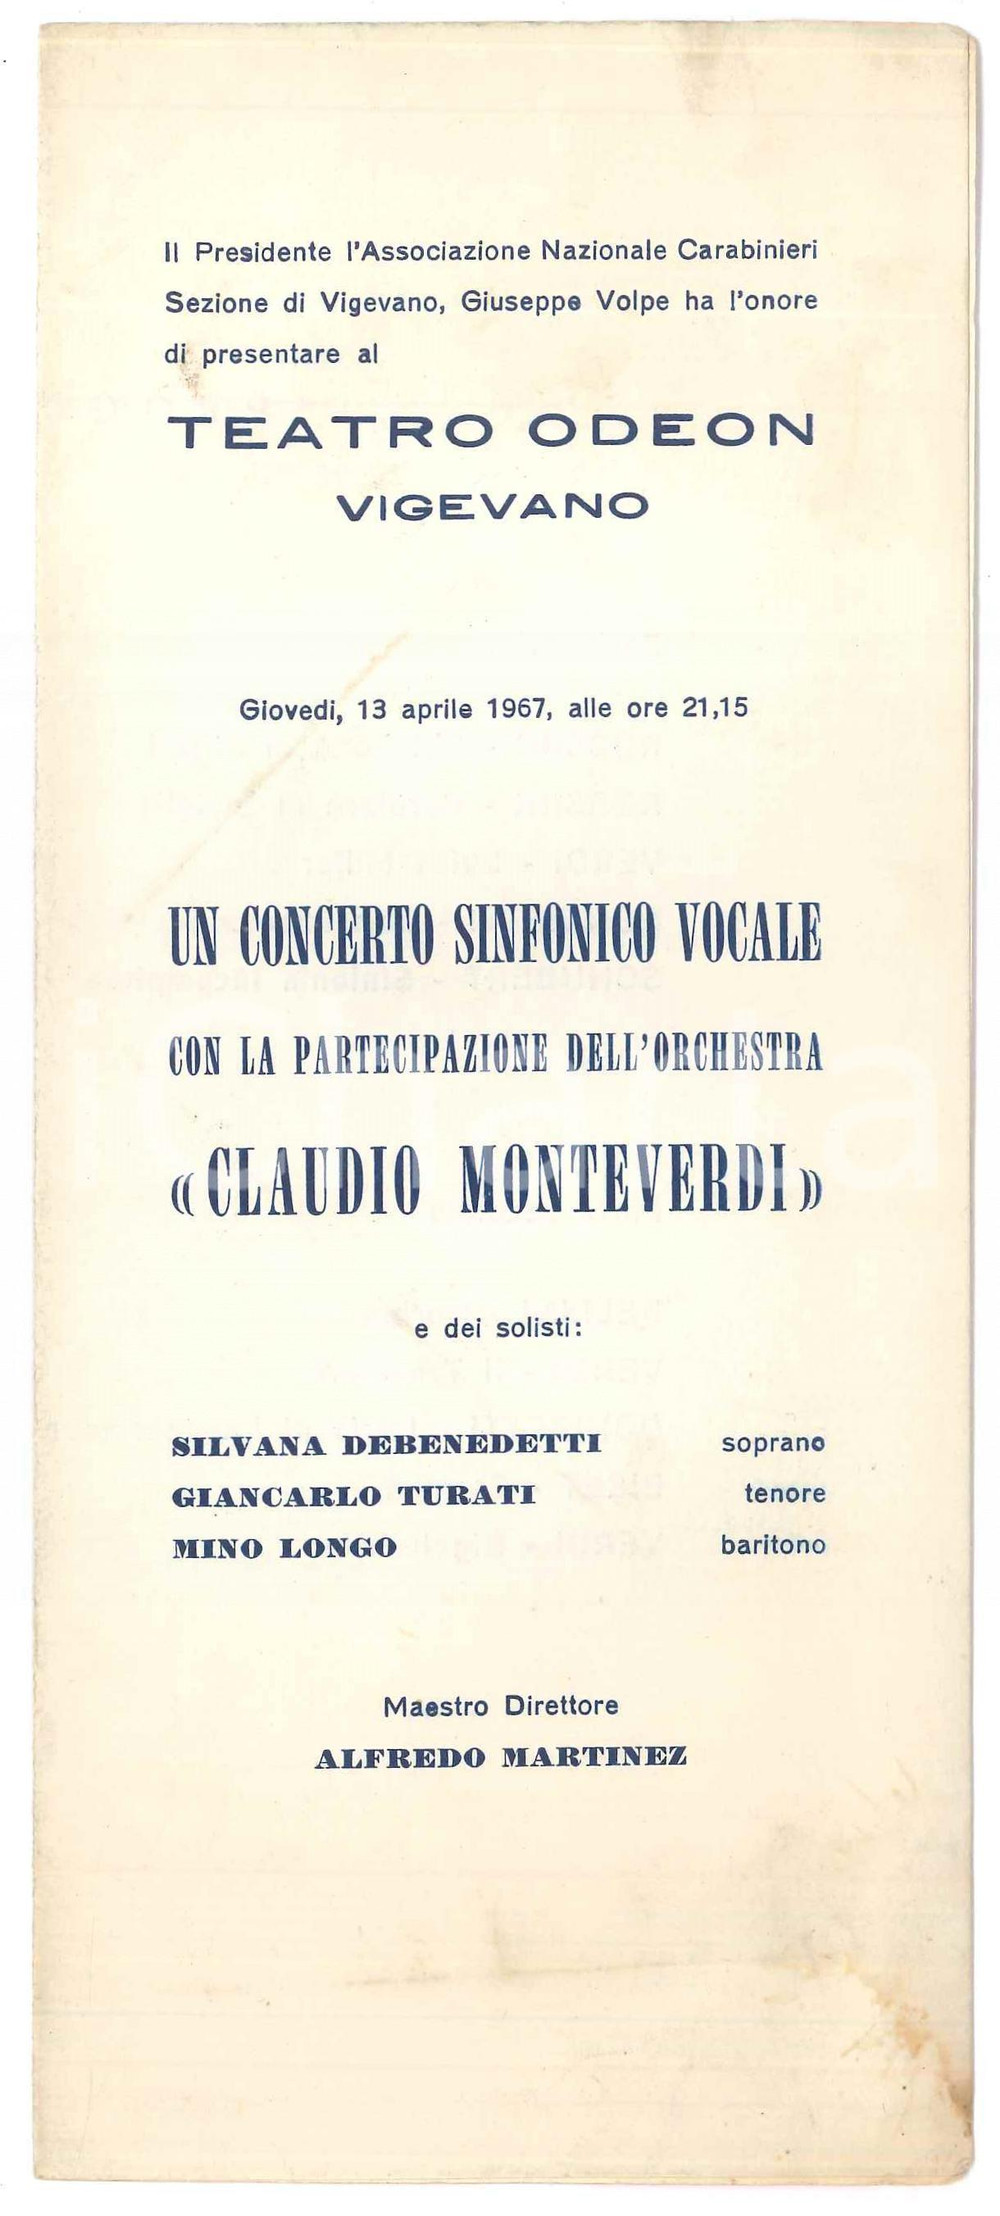 Il Presidente l'Associazione Nazionale Carabinieri
Sezione di Vigevano, Giuseppe Volpe ha l'onore
di presentare al
TEATRO ODEON
VIGEVANO
Giovedi, 13 aprile 1967, alle ore 21,15
UN CONCERTO SINFONICO VOCALE
CON LA PARTECIPAZIONE DELL'ORCHESTRA
«CLAUDIO MONTEVERDI»
e dei solisti:
SILVANA DEBENEDETTI soprano
GIANCARLO TURATI tenore
MINO LONGO baritono
Maestro Direttore
ALFREDO MARTINEZ